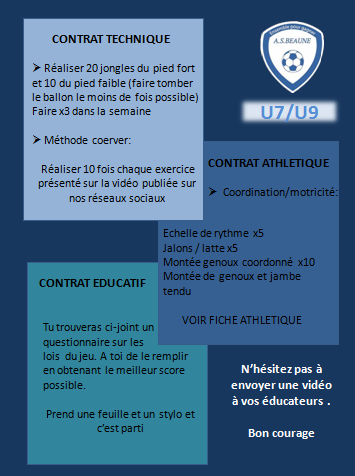 CONTRAT TECHNIQUE
➢ Réaliser 20 jongles du pied fort
et 10 du pied faible (faire tomber
le ballon le moins de fois possible)
Faire x3 dans la semaine
➢ Méthode coerver:
Réaliser 10 fois chaque exercice
présenté sur la vidéo publiée sur
nos réseaux sociaux
A.S.BEAUNE
U7/U9
CONTRAT ATHLETIQUE
➢ Coordination/motricité:
Echelle de rythme x5
Jalons / latte x5
Montée genoux coordonné x10
Montée de genoux et jambe
tendu
VOIR FICHE ATHLETIQUE
CONTRAT EDUCATIF
Tu trouveras ci-joint un
questionnaire sur les
lois du jeu. A toi de le remplir
en obtenant le meilleur score
possible.
Prend une feuille et un stylo et
c'est parti
N'hésitez pas à
envoyer une vidéo
à vos éducateurs .
Bon courage